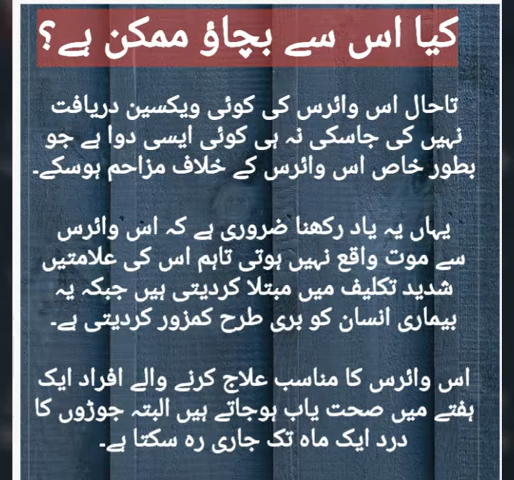 کیا اس سے بچاؤ ممکن ہے؟
تاحال اس وائرس کی کوئی ویکسین دریافت
نہیں کی جاسکی نہ ہی کوئی ایسی دوا ہے جو
بطور خاص اس وائرس کے خلاف مزاحم ہوسکے۔
یہاں یہ یاد رکھنا ضروری ہے کہ اس وائرس
سے موت واقع نہیں ہوتی تاہم اس کی علامتیں
شدید تکلیف میں مبتلا کردیتی ہیں جبکہ یہ
بیماری انسان کو بری طرح کمزور کردیتی ہے۔
اس وائرس کا مناسب علاج کرنے والے افراد ایک
ہفتے میں صحت یاب ہوجاتے ہیں البتہ جوڑوں کا
درد ایک ماہ تک جاری رہ سکتا ہے۔